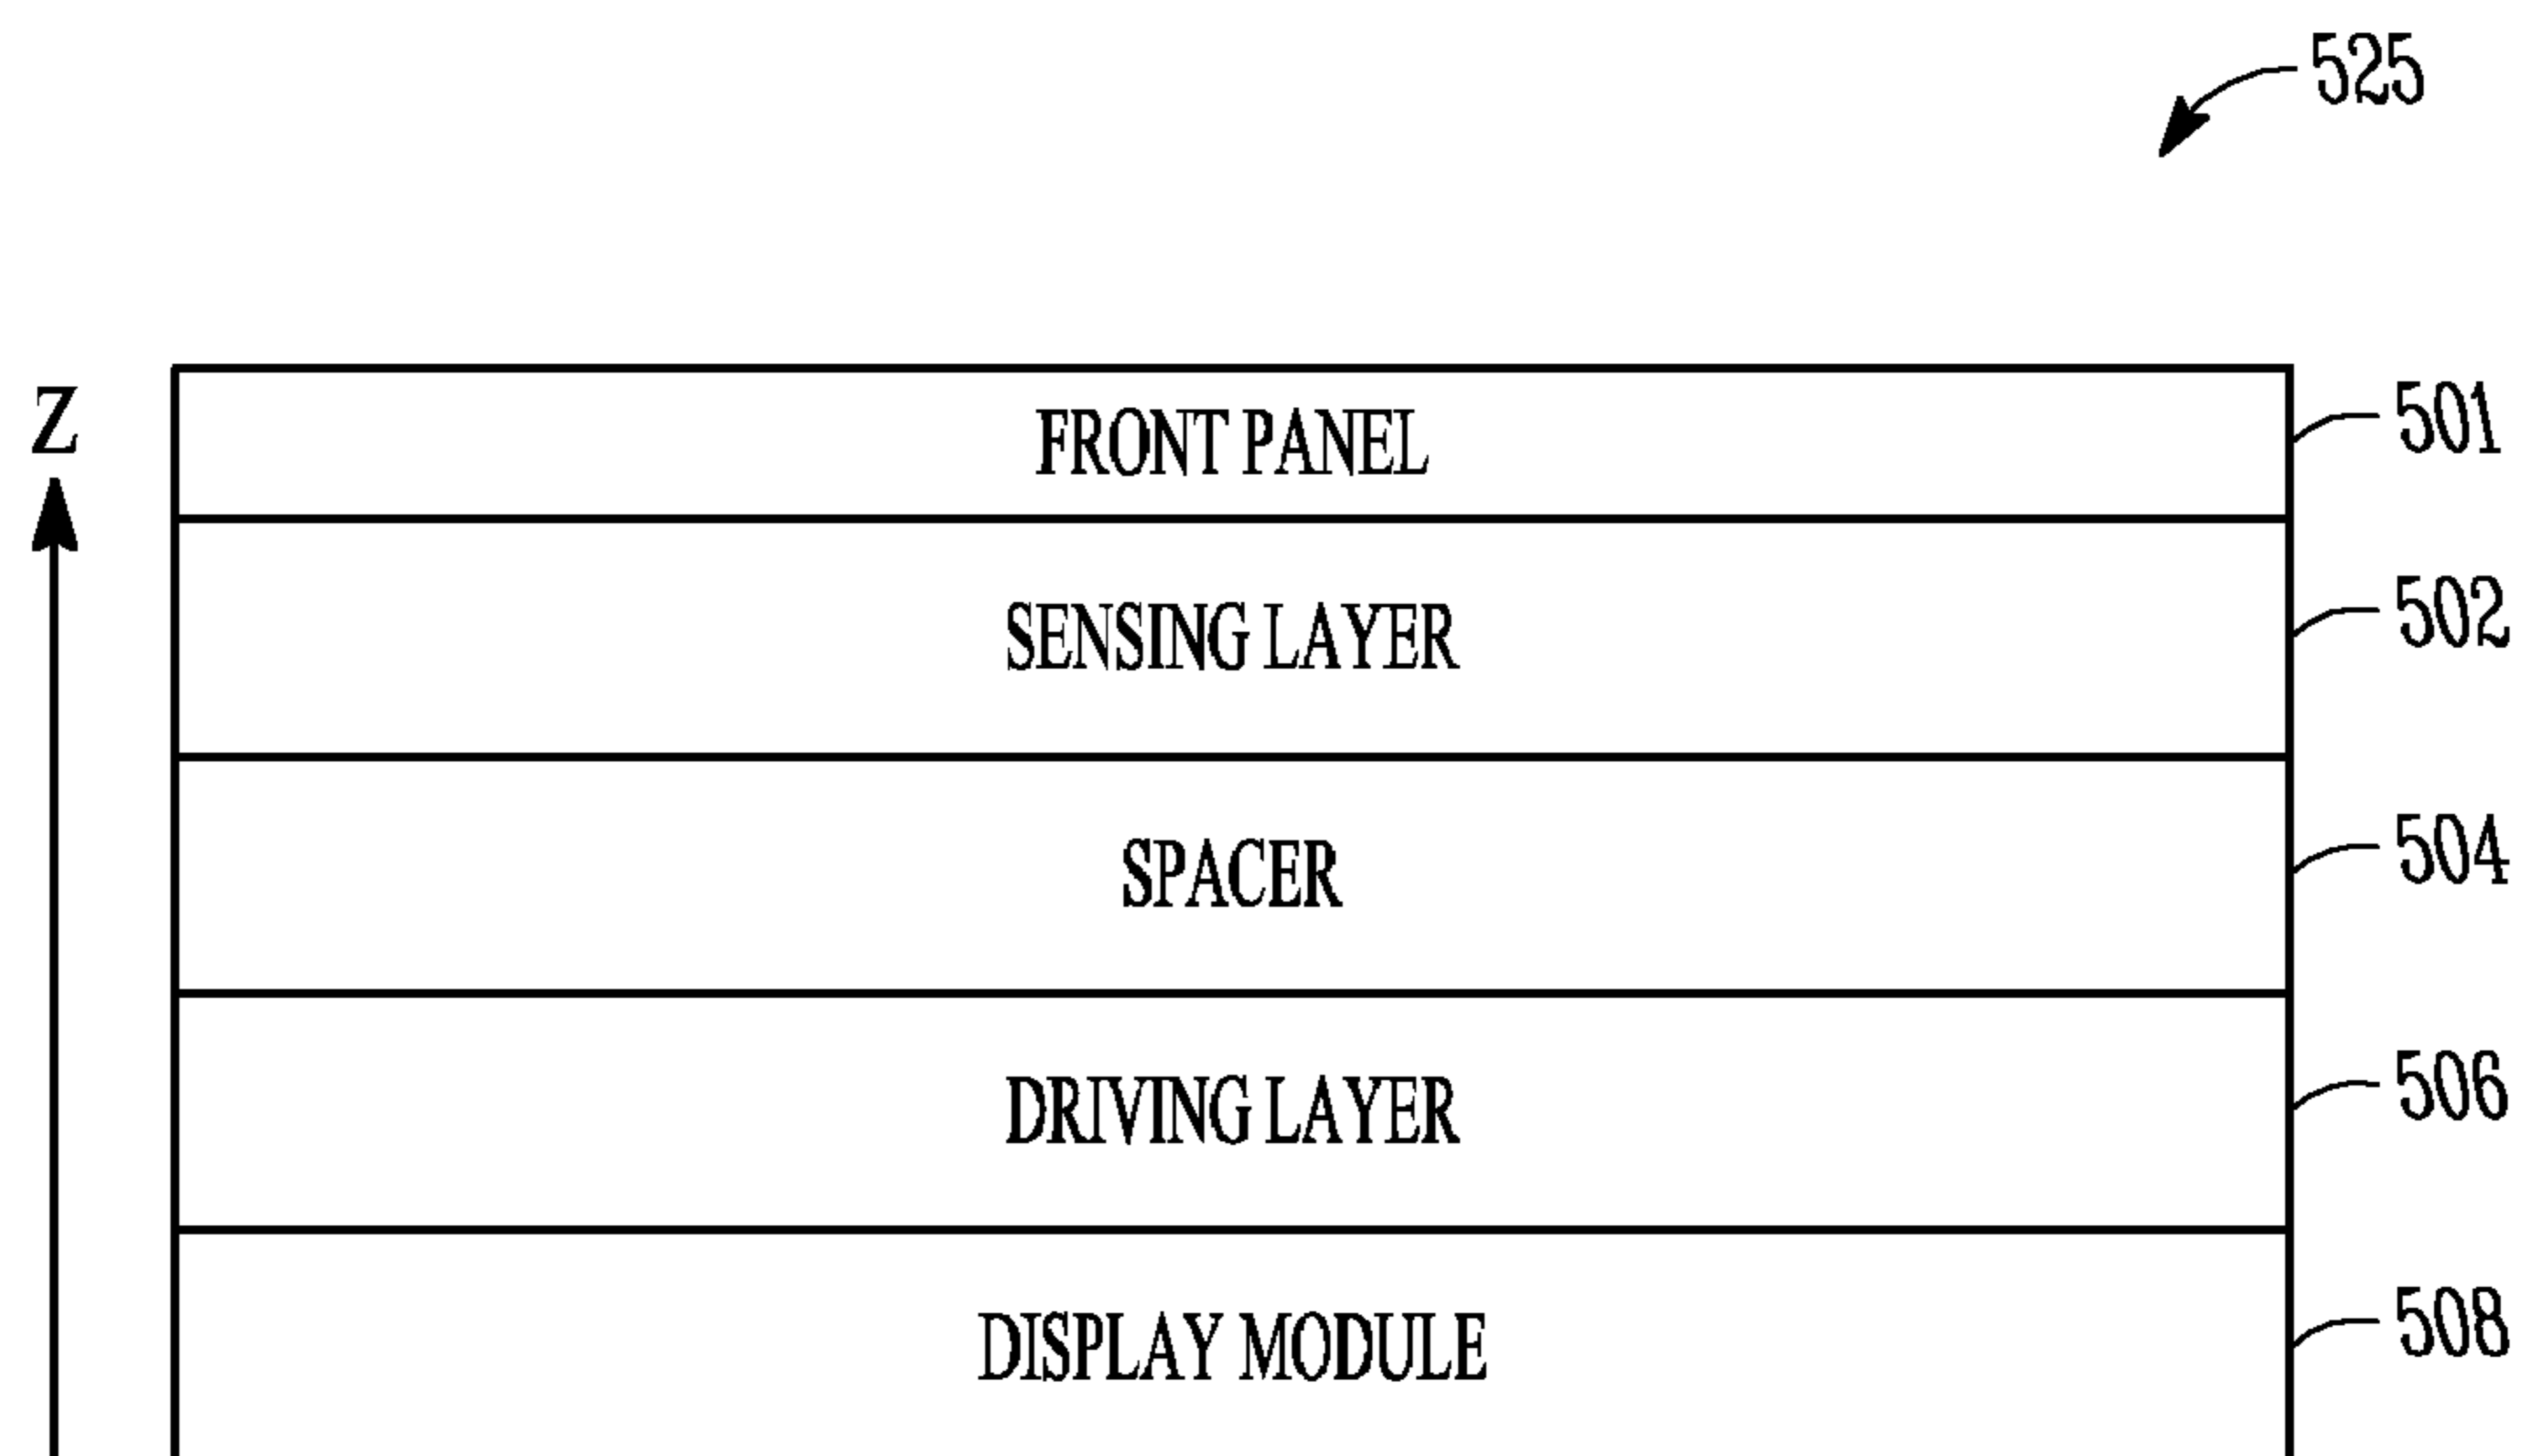 525
Z
FRONT PANEL 501
SENSING LAYER 502
SPACER 504
DRIVING LAYER 506
DISPLAY MODULE 508